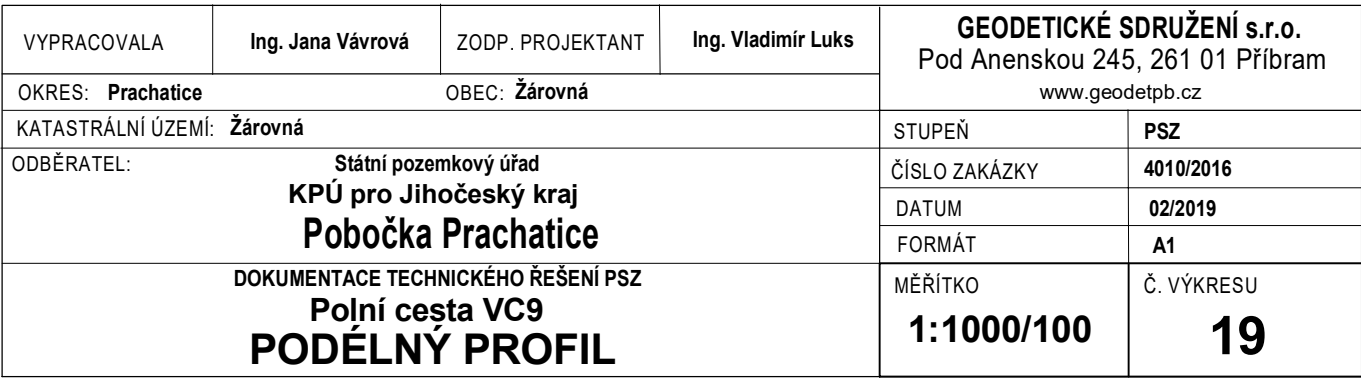 VYPRACOVALA Ing. Jana Vávrová ZODP. PROJEKTANT Ing. Vladimír Luks
GEODETICKÉ SDRUŽENÍ s.r.o.
Pod Anenskou 245, 261 01 Příbram
www.geodetpb.cz
OKRES: Prachatice OBEC: Žárovná
KATASTRÁLNÍ ÚZEMÍ: Žárovná
STUPEŇ PSZ
ODBĚRATEL: Státní pozemkový úřad
KPÚ pro Jihočeský kraj
Pobočka Prachatice
ČÍSLO ZAKÁZKY 4010/2016
DATUM 02/2019
FORMÁT A1
DOKUMENTACE TECHNICKÉHO ŘEŠENÍ PSZ
Polní cesta VC9
PODÉLNÝ PROFIL
MĚŘÍTKO
1:1000/100
Č. VÝKRESU
19